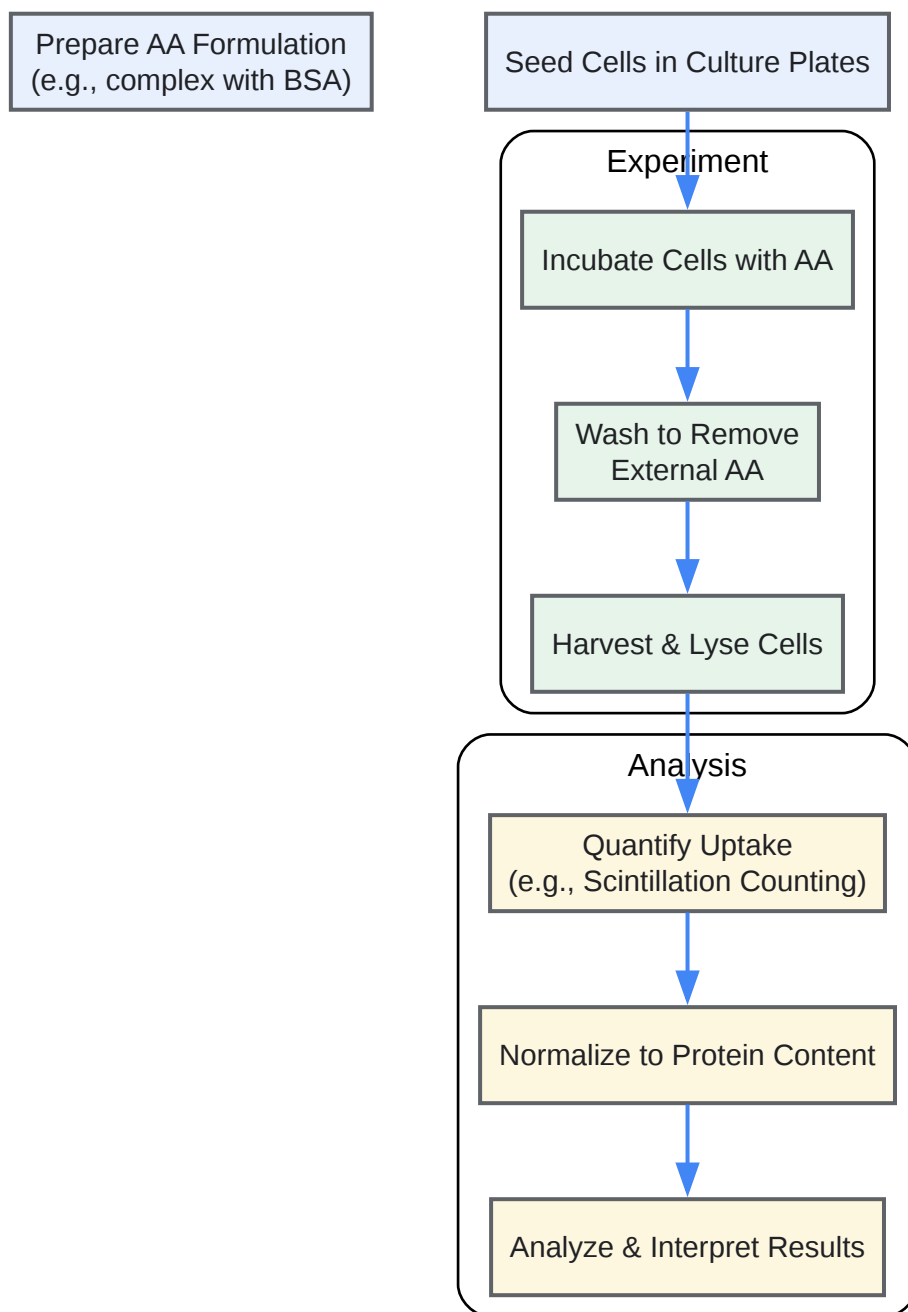 Prepare AA Formulation
(e.g., complex with BSA)
Seed Cells in Culture Plates
Experiment
Incubate Cells with AA
Wash to Remove
External AA
Harvest & Lyse Cells
Analysis
Quantify Uptake
(e.g., Scintillation Counting)
Normalize to Protein Content
Analyze & Interpret Results